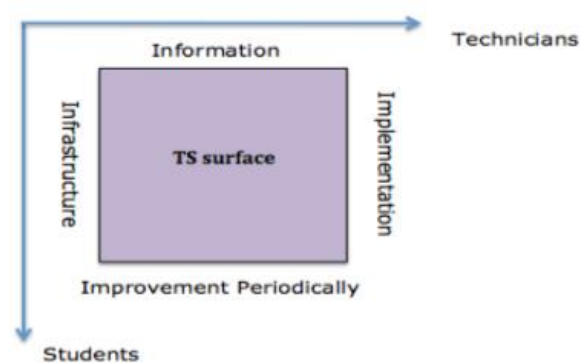 Technicians
Information
Infrastructure
TS surface
Implementation
Improvement Periodically
Students